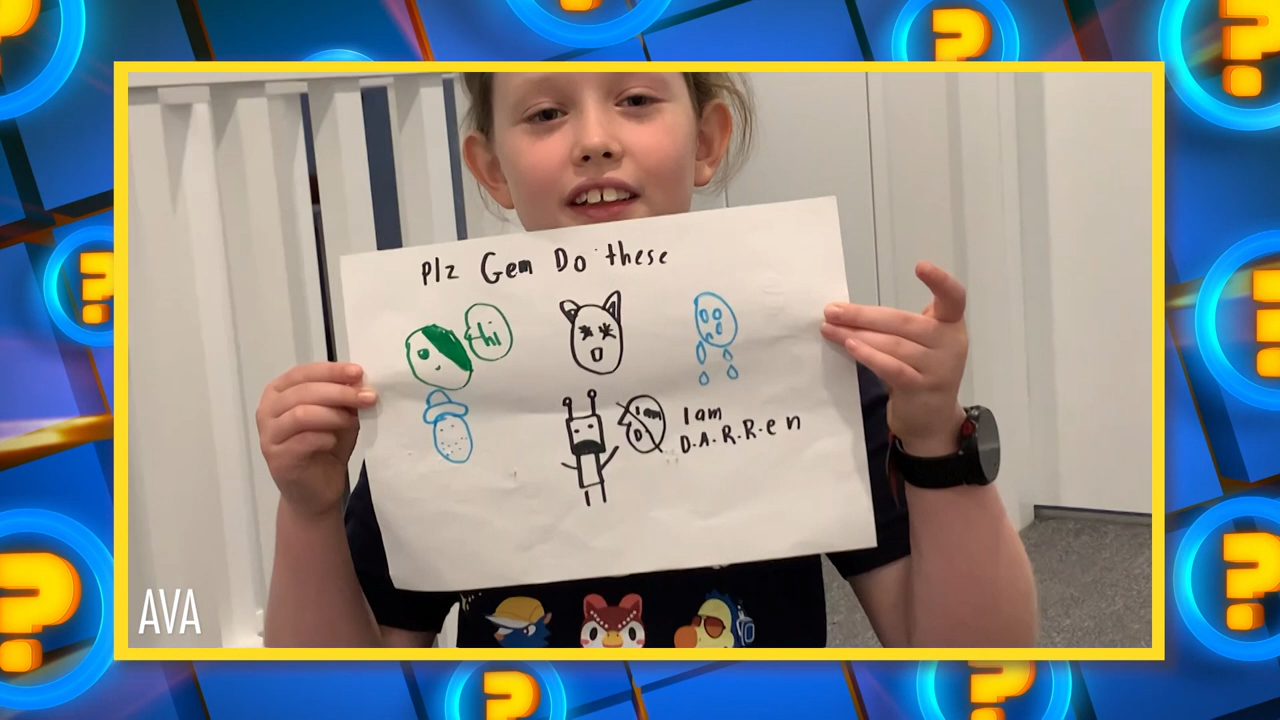 Plz Gem Do these
hi
I am
D
I am
D.A.R.R.e n
AVA